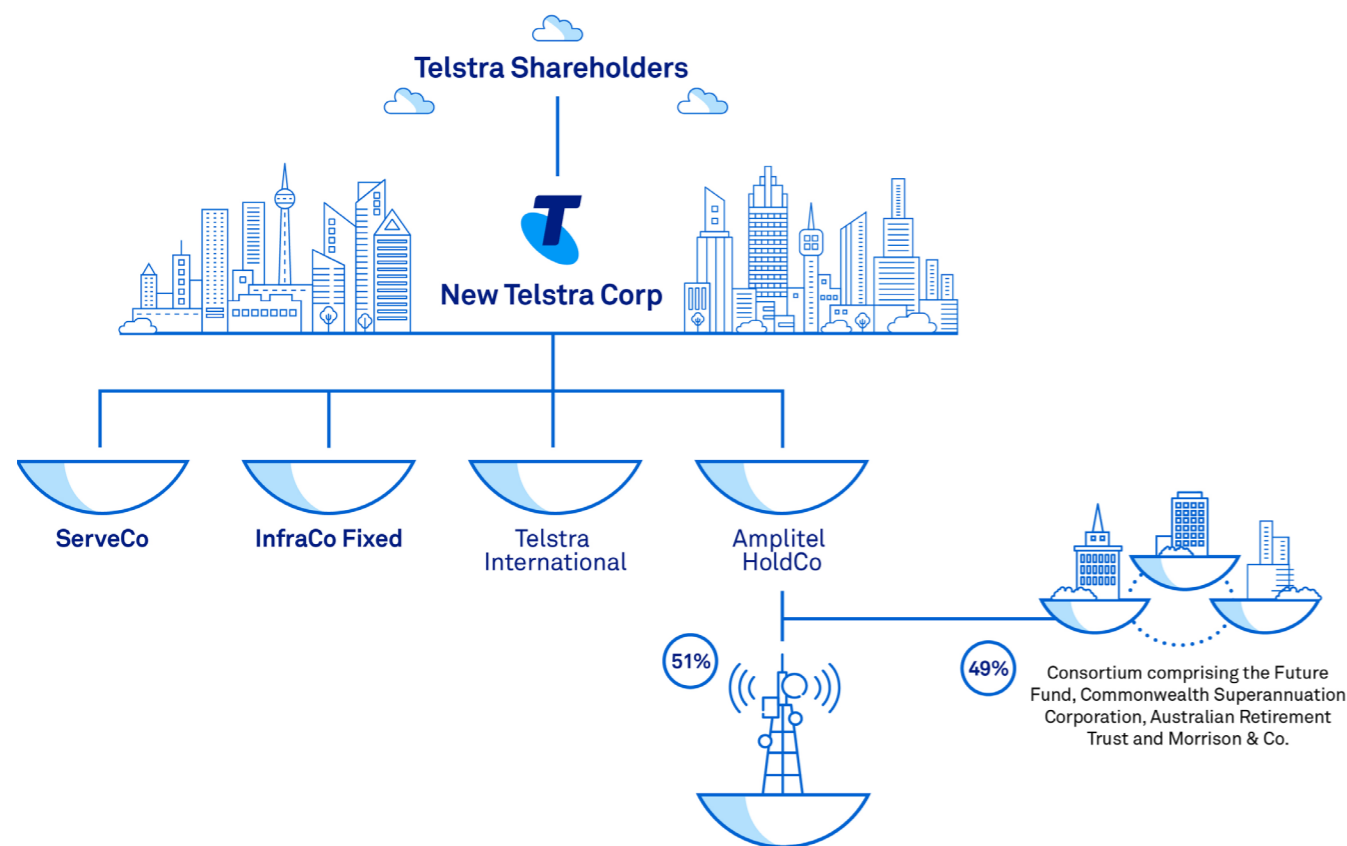 Telstra Shareholders
T
New Telstra Corp
ServeCo
InfraCo Fixed
Telstra
International
Amplitel
HoldCo
51%
49%
Consortium comprising the Future
Fund, Commonwealth Superannuation
Corporation, Australian Retirement
Trust and Morrison & Co.